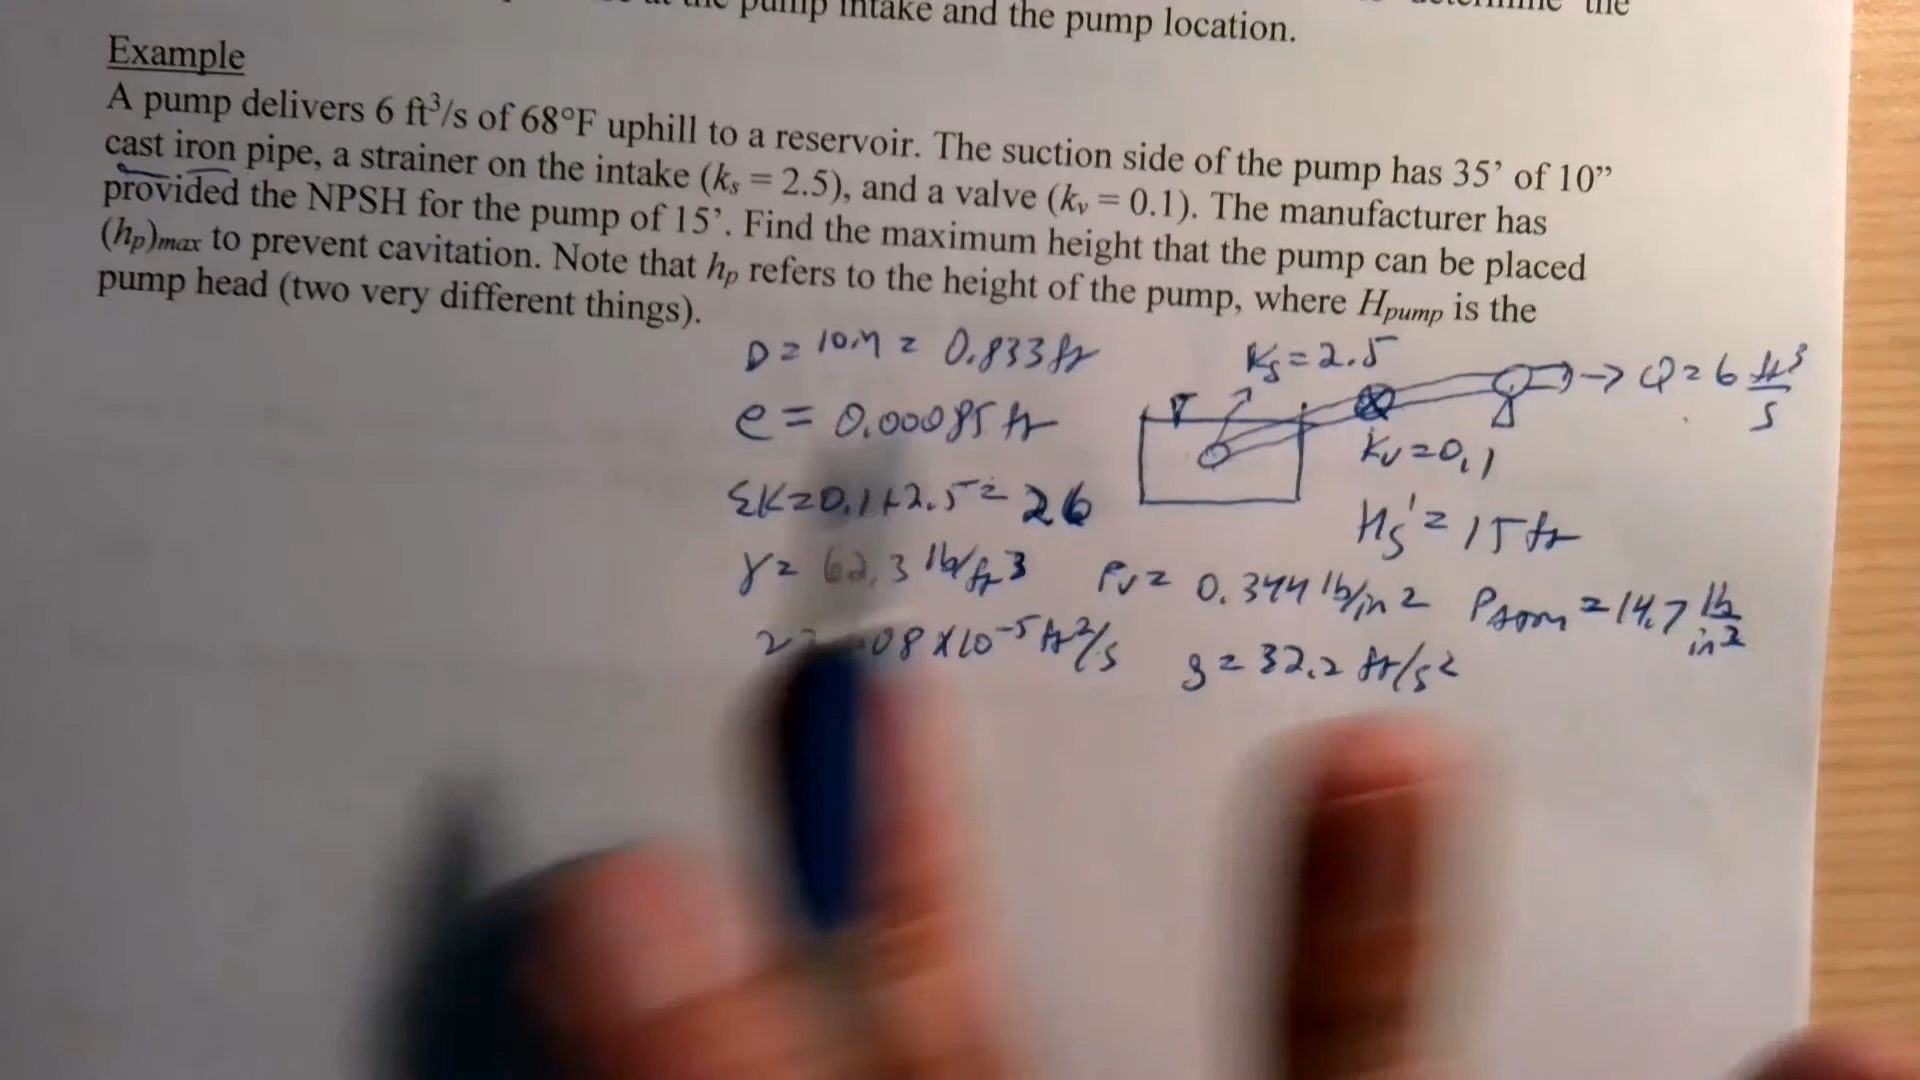 the pump intake and the pump location. the
Example
A pump delivers 6 ft³/s of 68°F uphill to a reservoir. The suction side of the pump has 35’ of 10”
cast iron pipe, a strainer on the intake (kₛ = 2.5), and a valve (kᵥ = 0.1). The manufacturer has
provided the NPSH for the pump of 15’. Find the maximum height that the pump can be placed
(hₚ)max to prevent cavitation. Note that hₚ refers to the height of the pump, where Hpump is the
pump head (two very different things).
D = 10in = 0.833 ft
Ks = 2.5
→ Q = 6 ft³/s
e = 0.00085 ft
Kv = 0.1
ΣK = 0.1 + 2.5 = 26
Hs' = 15 ft
γ = 62.3 lb/ft3
Pv = 0.344 lb/in2
PAtm = 14.7 lb/in2
08 X10⁻⁵ ft²/s
g = 32.2 ft/s²